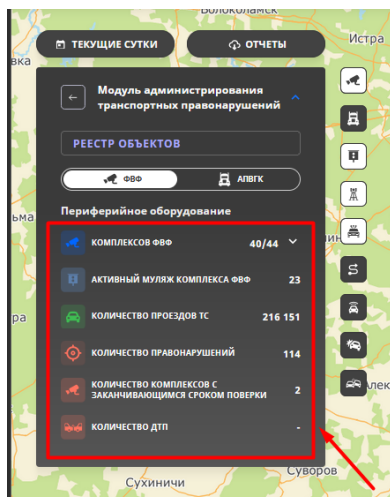 Волоколамск
ТЕКУЩИЕ СУТКИ
ОТЧЕТЫ
Истра
вка
Модуль администрирования
транспортных правонарушений
РЕЕСТР ОБЪЕКТОВ
ФВФ
АПВГК
Периферийное оборудование
ьма
КОМПЛЕКСОВ ФВФ 40/44
АКТИВНЫЙ МУЛЯЖ КОМПЛЕКСА ФВФ 23
КОЛИЧЕСТВО ПРОЕЗДОВ ТС 216 151
ра
КОЛИЧЕСТВО ПРАВОНАРУШЕНИЙ 114
КОЛИЧЕСТВО КОМПЛЕКСОВ С
ЗАКАНЧИВАЮЩИМСЯ СРОКОМ ПОВЕРКИ 2
лек
КОЛИЧЕСТВО ДТП -
Суворов
Сухиничи